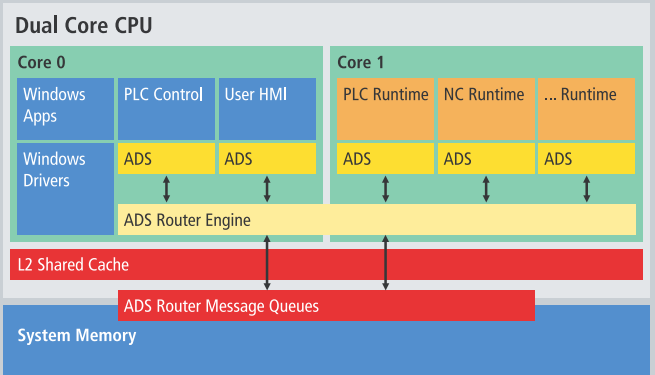 Dual Core CPU
Core 0
Core 1
Windows
Apps
PLC Control
User HMI
PLC Runtime
NC Runtime
... Runtime
Windows
Drivers
ADS
ADS
ADS
ADS
ADS
ADS Router Engine
L2 Shared Cache
ADS Router Message Queues
System Memory